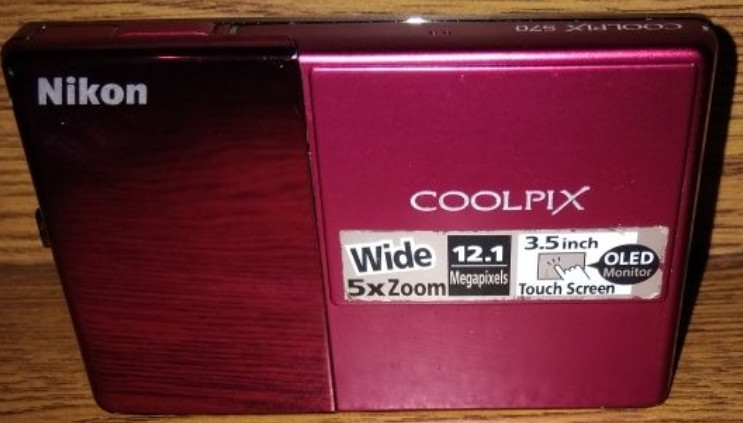 COOLPIX S70
Nikon
COOLPIX
Wide
5x Zoom
12.1
Megapixels
3.5 inch
OLED
Monitor
Touch Screen